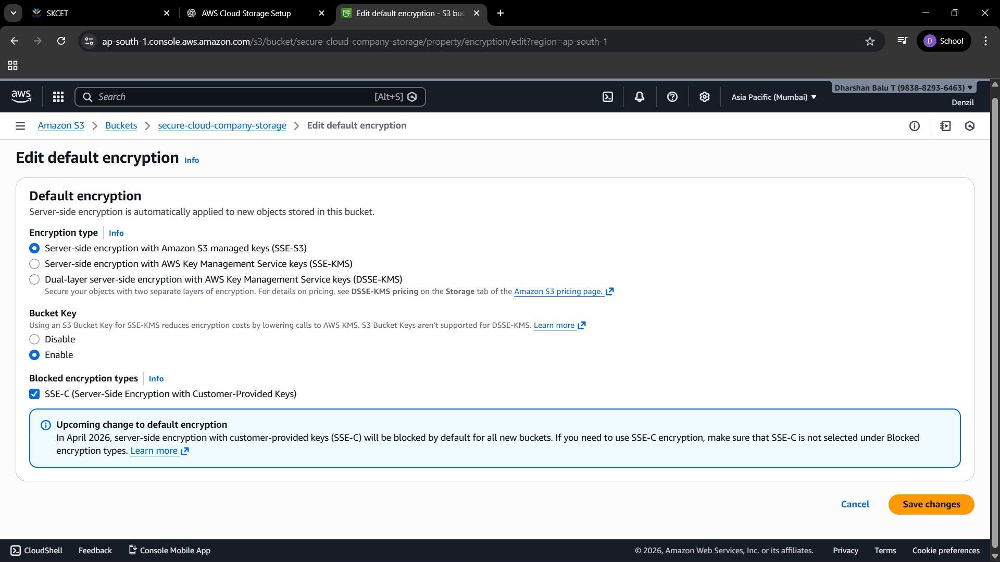 SKCET
AWS Cloud Storage Setup
Edit default encryption - S3 buc
ap-south-1.console.aws.amazon.com/s3/bucket/secure-cloud-company-storage/property/encryption/edit?region=ap-south-1
D School
aws
Search [Alt+S]
Asia Pacific (Mumbai)
Dharshan Balu T (9838-8293-6463)
Denzil
Amazon S3 > Buckets > secure-cloud-company-storage > Edit default encryption
Edit default encryption Info
Default encryption
Server-side encryption is automatically applied to new objects stored in this bucket.
Encryption type Info
Server-side encryption with Amazon S3 managed keys (SSE-S3)
Server-side encryption with AWS Key Management Service keys (SSE-KMS)
Dual-layer server-side encryption with AWS Key Management Service keys (DSSE-KMS)
Secure your objects with two separate layers of encryption. For details on pricing, see DSSE-KMS pricing on the Storage tab of the Amazon S3 pricing page.
Bucket Key
Using an S3 Bucket Key for SSE-KMS reduces encryption costs by lowering calls to AWS KMS. S3 Bucket Keys aren't supported for DSSE-KMS. Learn more
Disable
Enable
Blocked encryption types Info
SSE-C (Server-Side Encryption with Customer-Provided Keys)
Upcoming change to default encryption
In April 2026, server-side encryption with customer-provided keys (SSE-C) will be blocked by default for all new buckets. If you need to use SSE-C encryption, make sure that SSE-C is not selected under Blocked
encryption types. Learn more
Cancel
Save changes
CloudShell Feedback Console Mobile App
© 2026, Amazon Web Services, Inc. or its affiliates. Privacy Terms Cookie preferences